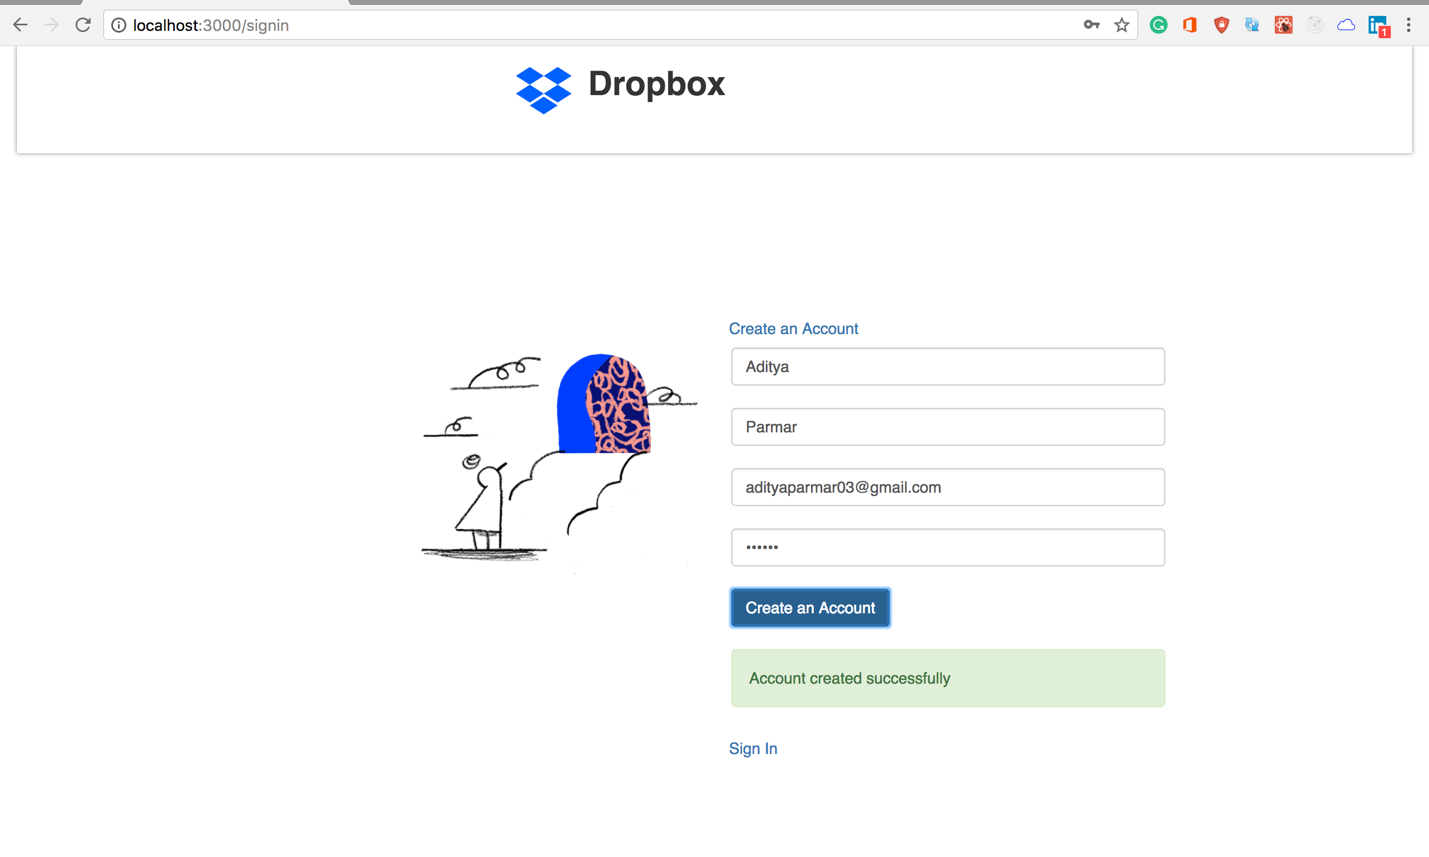 localhost:3000/signin
1
Dropbox
Create an Account
Aditya
Parmar
adityaparmar03@gmail.com
••••••
Create an Account
Account created successfully
Sign In